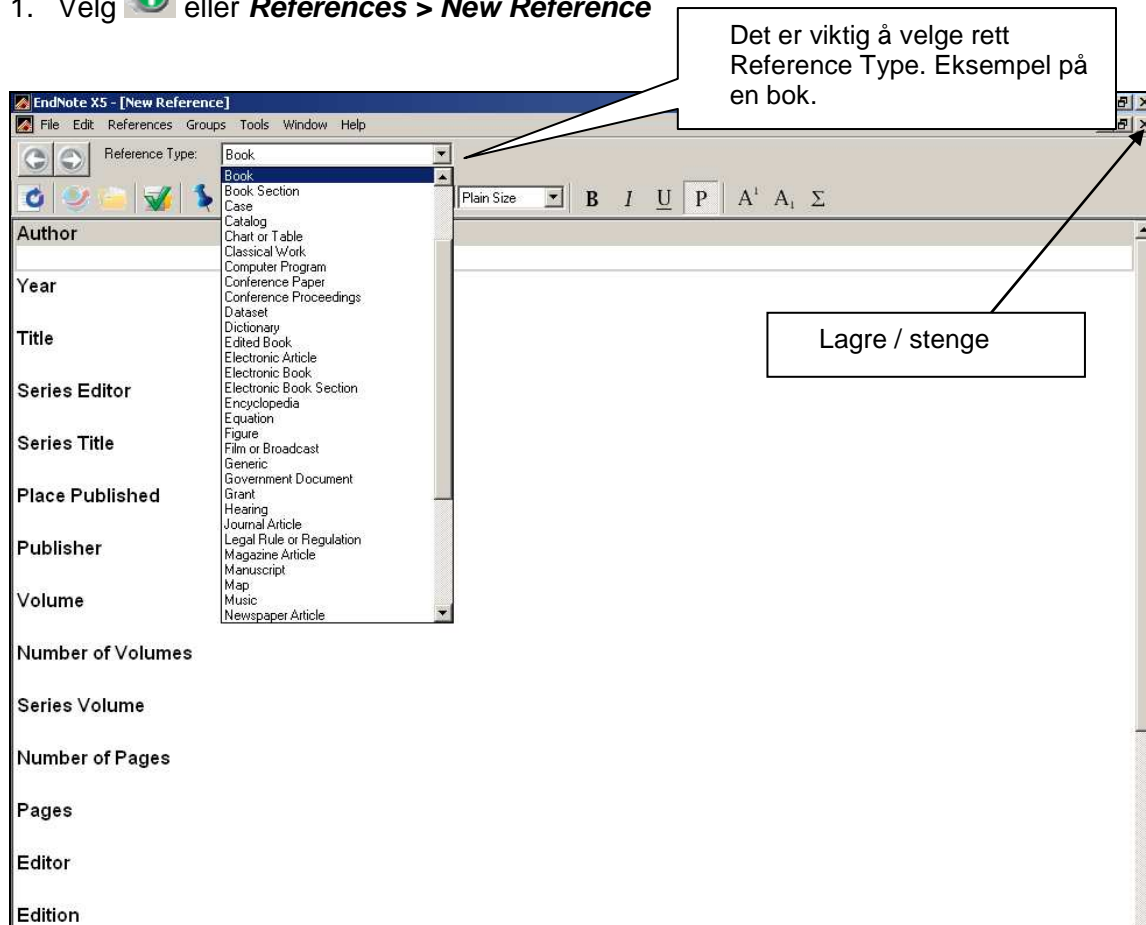 1. Velg eller References > New Reference
Det er viktig å velge rett
Reference Type. Eksempel på
en bok.
EndNote X5 - [New Reference]
File Edit References Groups Tools Window Help
Reference Type: Book
Book
Book Section
Case
Catalog
Chart or Table
Classical Work
Computer Program
Conference Paper
Conference Proceedings
Dataset
Dictionary
Edited Book
Electronic Article
Electronic Book
Electronic Book Section
Encyclopedia
Equation
Figure
Film or Broadcast
Generic
Government Document
Grant
Hearing
Journal Article
Legal Rule or Regulation
Magazine Article
Manuscript
Map
Music
Newspaper Article
Plain Size B I U P A¹ A₁ Σ
Lagre / stenge
Author
Year
Title
Series Editor
Series Title
Place Published
Publisher
Volume
Number of Volumes
Series Volume
Number of Pages
Pages
Editor
Edition